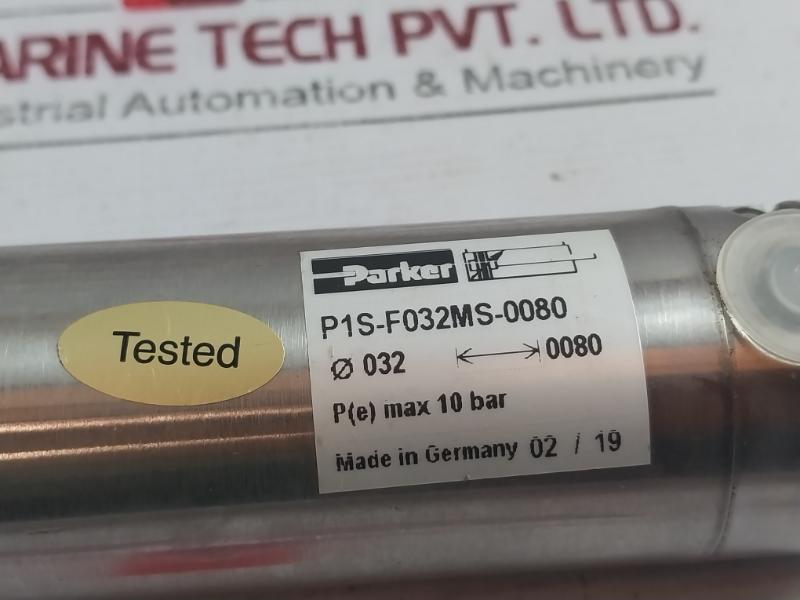 ARINE TECH PVT. LTD.
strial Automation & Machinery
Parker
P1S-F032MS-0080
Ø 032 0080
P(e) max 10 bar
Made in Germany 02 / 19
Tested